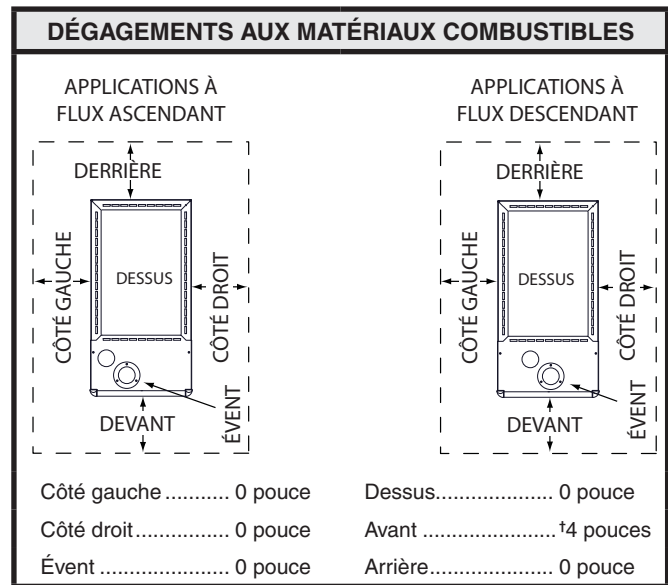 DÉGAGEMENTS AUX MATÉRIAUX COMBUSTIBLES
APPLICATIONS À
FLUX ASCENDANT
DERRIÈRE
CÔTÉ GAUCHE
DESSUS
CÔTÉ DROIT
DEVANT
ÉVENT
APPLICATIONS À
FLUX DESCENDANT
DERRIÈRE
CÔTÉ GAUCHE
DESSUS
CÔTÉ DROIT
DEVANT
ÉVENT
Côté gauche ........... 0 pouce
Côté droit ................ 0 pouce
Évent ...................... 0 pouce
Dessus..................... 0 pouce
Avant .......................†4 pouces
Arrière...................... 0 pouce